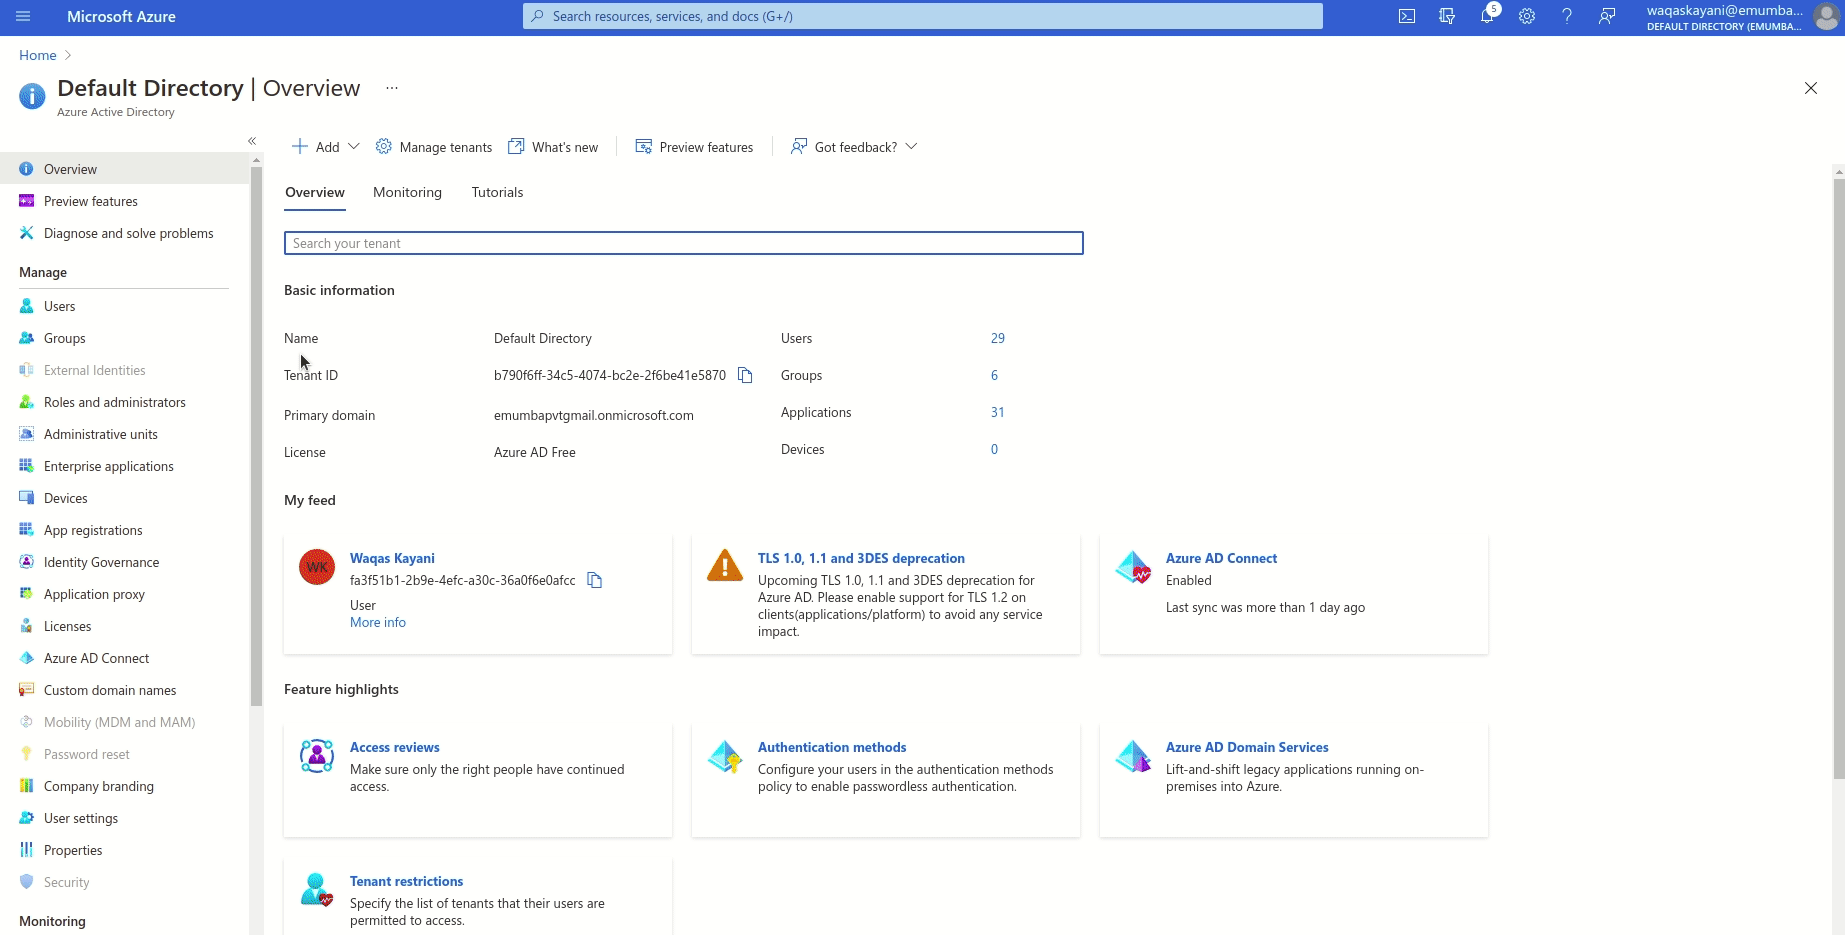 Microsoft Azure
Search resources, services, and docs (G+/)
5
waqaskayani@emumba...
DEFAULT DIRECTORY (EMUMBA...
Home
Default Directory | Overview ...
Azure Active Directory
Add
Manage tenants
What's new
Preview features
Got feedback?
Overview
Preview features
Diagnose and solve problems
Manage
Users
Groups
External Identities
Roles and administrators
Administrative units
Enterprise applications
Devices
App registrations
Identity Governance
Application proxy
Licenses
Azure AD Connect
Custom domain names
Mobility (MDM and MAM)
Password reset
Company branding
User settings
Properties
Security
Monitoring
Overview
Monitoring
Tutorials
Search your tenant
Basic information
Name
Default Directory
Users
29
Tenant ID
b790f6ff-34c5-4074-bc2e-2f6be41e5870
Groups
6
Primary domain
emumbapvtgmail.onmicrosoft.com
Applications
31
License
Azure AD Free
Devices
0
My feed
WK
Waqas Kayani
fa3f51b1-2b9e-4efc-a30c-36a0f6e0afcc
User
More info
TLS 1.0, 1.1 and 3DES deprecation
Upcoming TLS 1.0, 1.1 and 3DES deprecation for
Azure AD. Please enable support for TLS 1.2 on
clients(applications/platform) to avoid any service
impact.
Azure AD Connect
Enabled
Last sync was more than 1 day ago
Feature highlights
Access reviews
Make sure only the right people have continued
access.
Authentication methods
Configure your users in the authentication methods
policy to enable passwordless authentication.
Azure AD Domain Services
Lift-and-shift legacy applications running on-
premises into Azure.
Tenant restrictions
Specify the list of tenants that their users are
permitted to access.